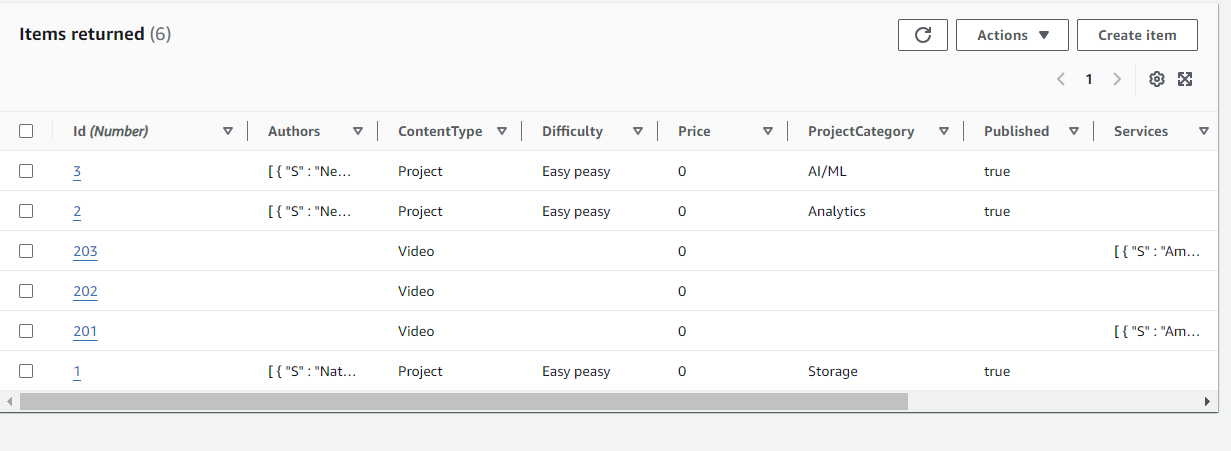 Items returned (6)
Actions
Create item
1
Id (Number) Authors ContentType Difficulty Price ProjectCategory Published Services
3 [ { "S" : "Ne... Project Easy peasy 0 AI/ML true
2 [ { "S" : "Ne... Project Easy peasy 0 Analytics true
203 Video 0 [ { "S" : "Am...
202 Video 0
201 Video 0 [ { "S" : "Am...
1 [ { "S" : "Nat... Project Easy peasy 0 Storage true